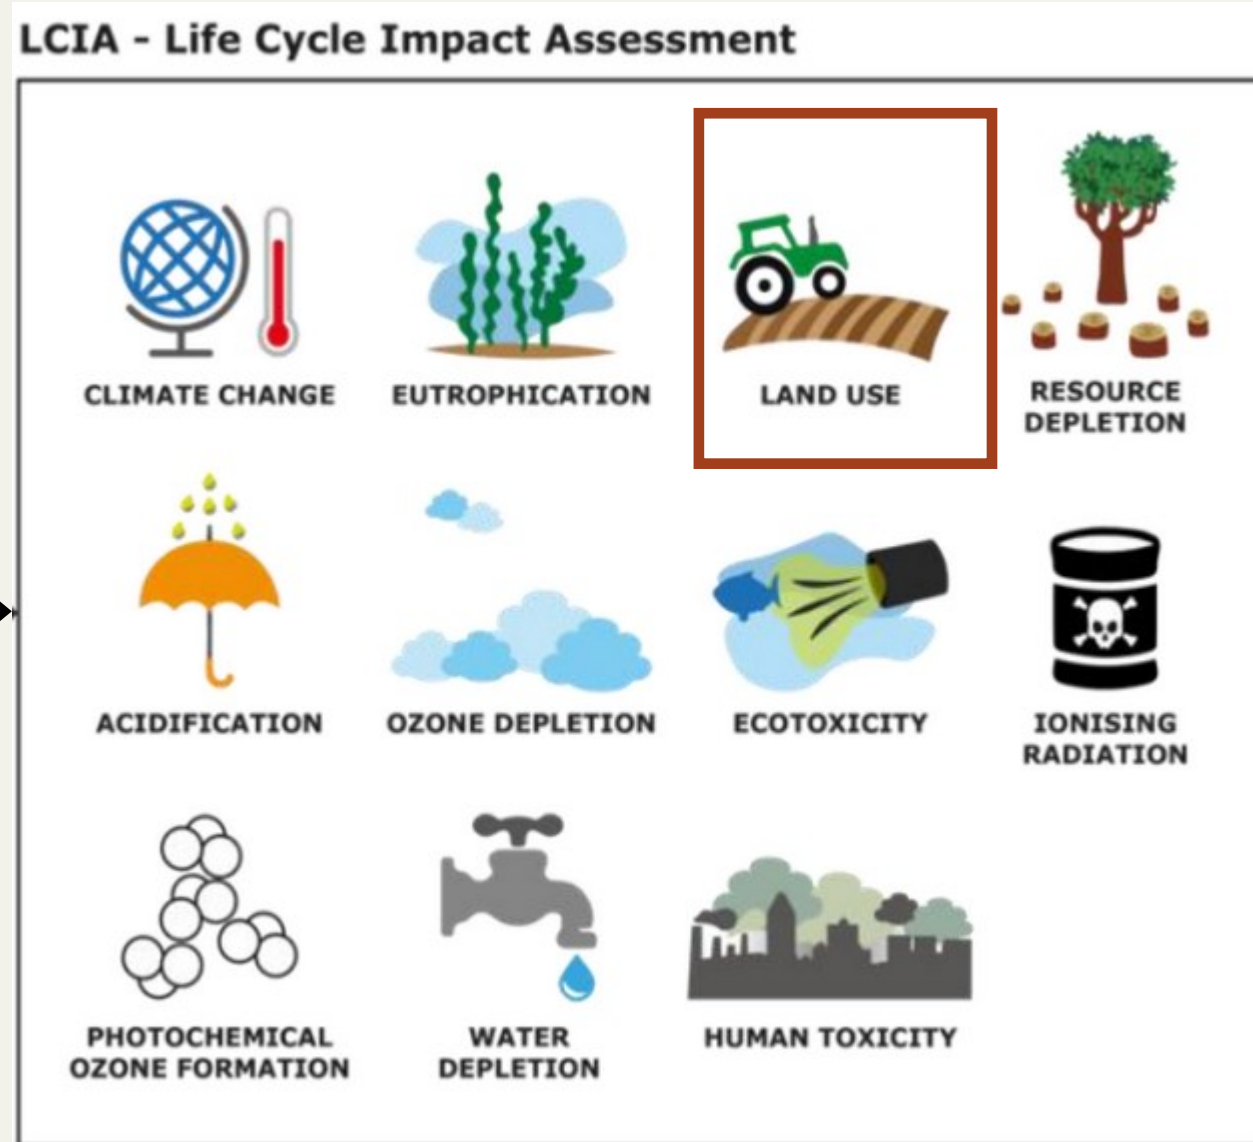 LCIA - Life Cycle Impact Assessment
CLIMATE CHANGE
EUTROPHICATION
LAND USE
RESOURCE
DEPLETION
ACIDIFICATION
OZONE DEPLETION
ECOTOXICITY
IONISING
RADIATION
PHOTOCHEMICAL
OZONE FORMATION
WATER
DEPLETION
HUMAN TOXICITY